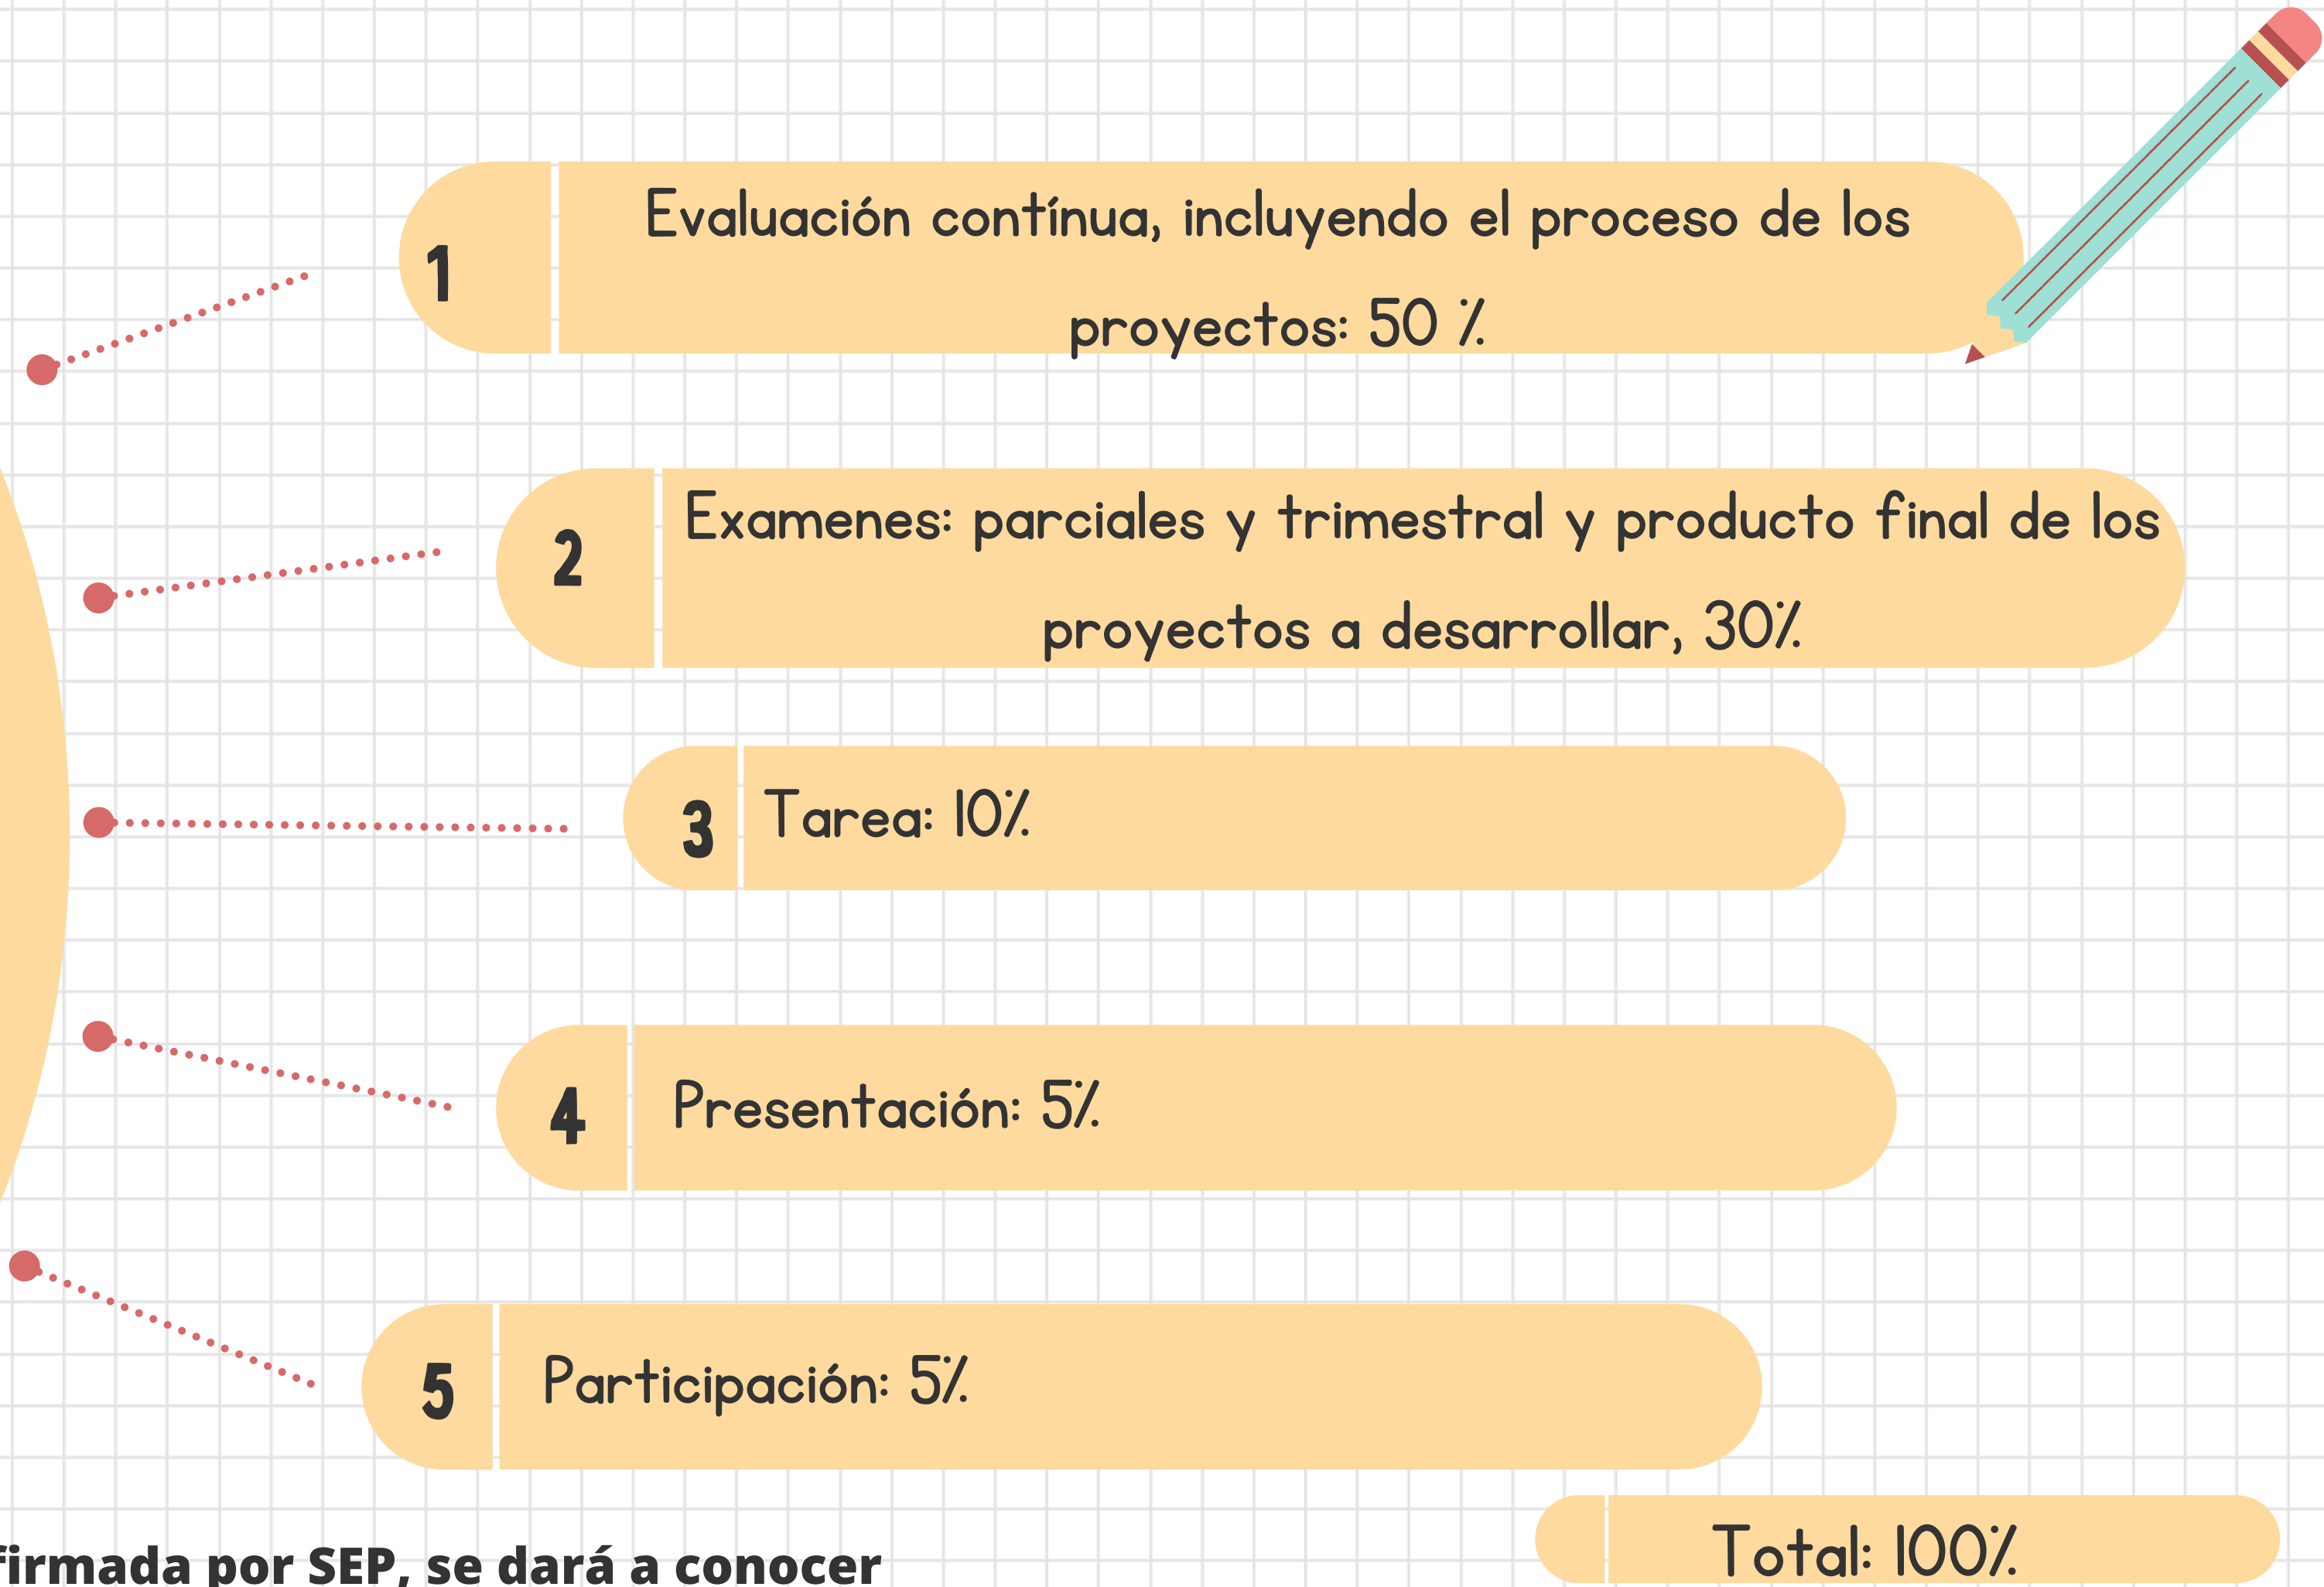 1
Evaluación contínua, incluyendo el proceso de los
proyectos: 50 %
2
Examenes: parciales y trimestral y producto final de los
proyectos a desarrollar, 30%
3
Tarea: 10%
4
Presentación: 5%
5
Participación: 5%
Total: 100%
firmada por SEP, se dará a conocer